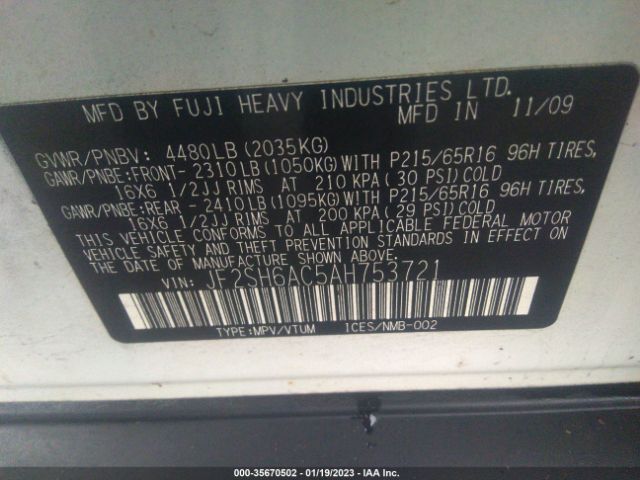 MFD BY FUJI HEAVY INDUSTRIES LTD.
MFD IN 11/09
GVWR/PNBV: 4480LB (2035KG)
GAWR/PNBE:FRONT- 2310LB (1050KG)WITH P215/65R16 96H TIRES,
16X6 1/2JJ RIMS AT 210 KPA (30 PSI)COLD
GAWR/PNBE:REAR - 2410LB (1095KG)WITH P215/65R16 96H TIRES,
16X6 1/2JJ RIMS AT 200 KPA (29 PSI)COLD
THIS VEHICLE CONFORMS TO ALL APPLICABLE FEDERAL MOTOR
VEHICLE SAFETY AND BUMPER STANDARDS IN EFFECT ON
THE DATE OF MANUFACTURE SHOWN ABOVE.
VIN: JF2SH6AC5AH753721
TYPE:MPV/VTUM ICES/NMB-002
000-35670502 - 01/19/2023 - IAA Inc.